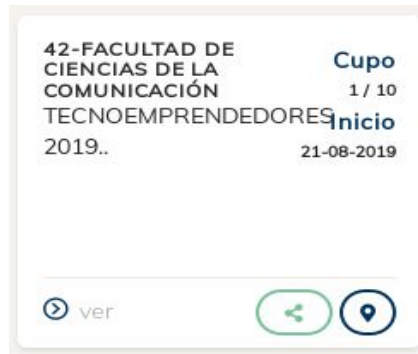 42-FACULTAD DE
CIENCIAS DE LA
COMUNICACIÓN
TECNOEMPRENDEDORES
2019..
Cupo
1 / 10
Inicio
21-08-2019
ver